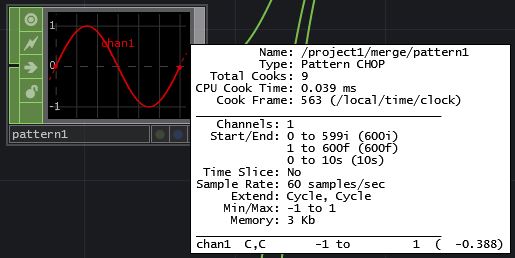 1
chan1
0
-1
pattern1
Name: /project1/merge/pattern1
Type: Pattern CHOP
Total Cooks: 9
CPU Cook Time: 0.039 ms
Cook Frame: 563 (/local/time/clock)
Channels: 1
Start/End: 0 to 599i (600i)
1 to 600f (600f)
0 to 10s (10s)
Time Slice: No
Sample Rate: 60 samples/sec
Extend: Cycle, Cycle
Min/Max: -1 to 1
Memory: 3 Kb
chan1 C,C -1 to 1 ( -0.388)